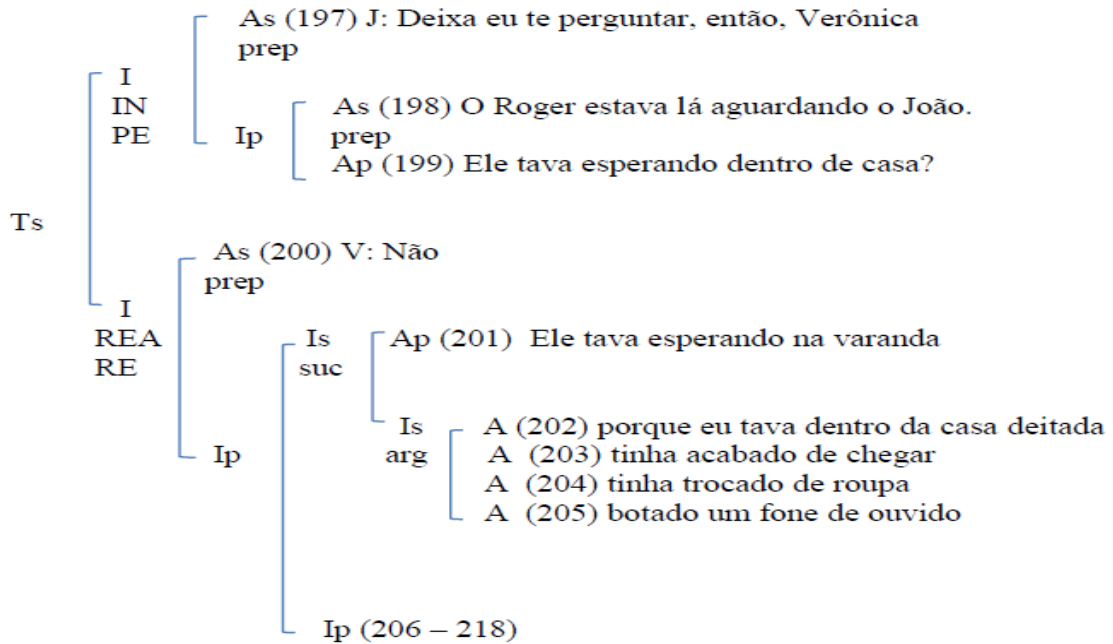 As (197) J: Deixa eu te perguntar, então, Verônica
prep
I
IN
PE
Ip
As (198) O Roger estava lá aguardando o João.
prep
Ap (199) Ele tava esperando dentro de casa?
Ts
As (200) V: Não
prep
I
REA
RE
Is
suc
Ap (201) Ele tava esperando na varanda
Ip
Is
arg
A (202) porque eu tava dentro da casa deitada
A (203) tinha acabado de chegar
A (204) tinha trocado de roupa
A (205) botado um fone de ouvido
Ip (206 – 218)